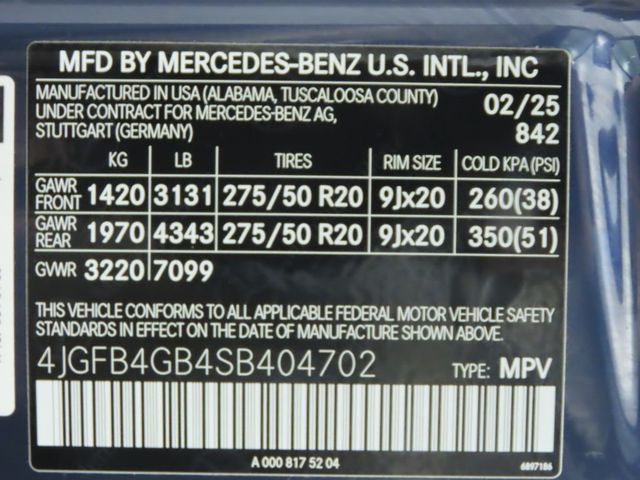 MFD BY MERCEDES-BENZ U.S. INTL., INC
MANUFACTURED IN USA (ALABAMA, TUSCALOOSA COUNTY) 02/25
UNDER CONTRACT FOR MERCEDES-BENZ AG,
STUTTGART (GERMANY) 842
KG LB TIRES RIM SIZE COLD KPA(PSI)
GAWR FRONT 1420 3131 275/50 R20 9Jx20 260(38)
GAWR REAR 1970 4343 275/50 R20 9Jx20 350(51)
GVWR 3220 7099
THIS VEHICLE CONFORMS TO ALL APPLICABLE FEDERAL MOTOR VEHICLE SAFETY
STANDARDS IN EFFECT ON THE DATE OF MANUFACTURE SHOWN ABOVE.
4JGFB4GB4SB404702 TYPE: MPV
A 000 817 52 04 6897186